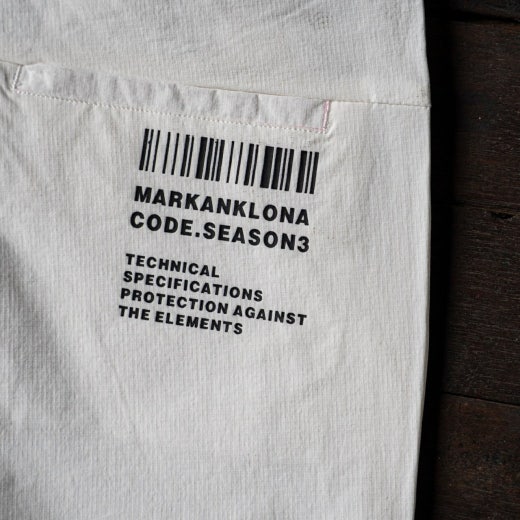 MARKANKLONA
CODE.SEASON3
TECHNICAL
SPECIFICATIONS
PROTECTION AGAINST
THE ELEMENTS